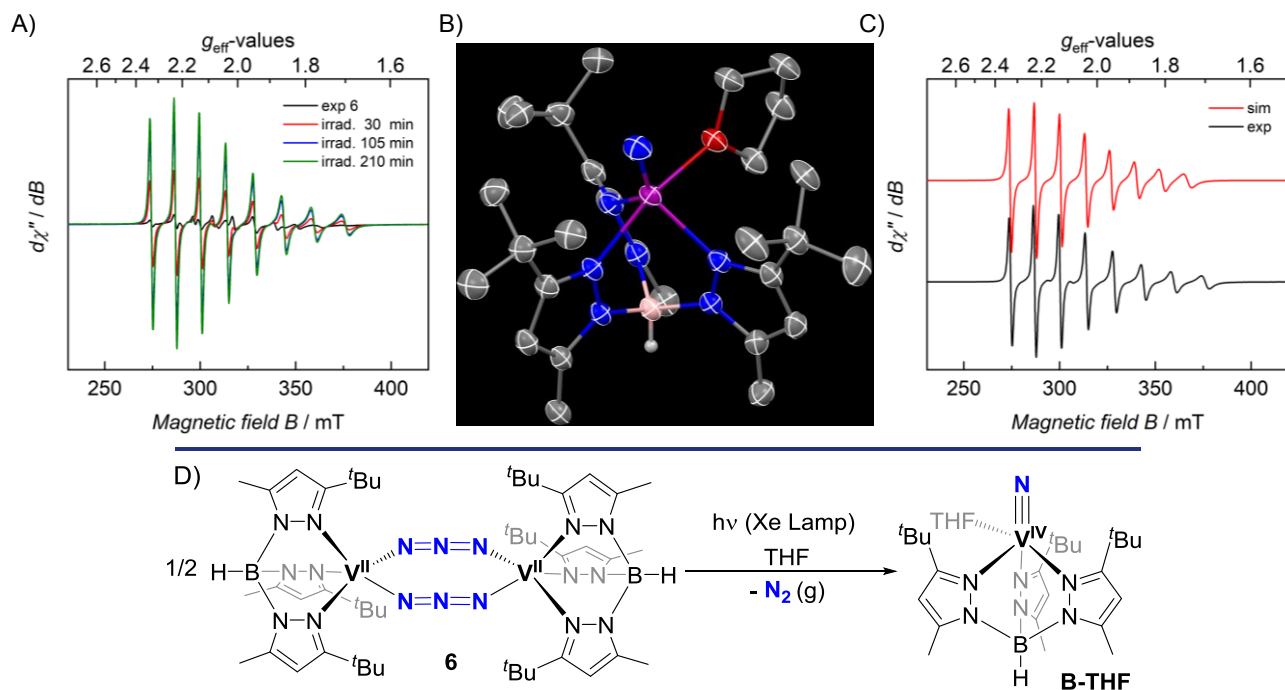 A)
g_eff-values
2.6 2.4 2.2 2.0 1.8 1.6
exp 6
irrad. 30 min
irrad. 105 min
irrad. 210 min
dχ″ / dB
250 300 350 400
Magnetic field B / mT
B)
C)
g_eff-values
2.6 2.4 2.2 2.0 1.8 1.6
sim
exp
dχ″ / dB
250 300 350 400
Magnetic field B / mT
D)
1/2
tBu
N N
H B
N N
VII
tBu
N N
tBu
N=N=N
N=N=N
tBu
N N
VII
tBu
N N
B H
N N
tBu
6
hν (Xe Lamp)
THF
- N2 (g)
N
THF
VIV
tBu
tBu
tBu
N N
N N
N N
B
H
B-THF